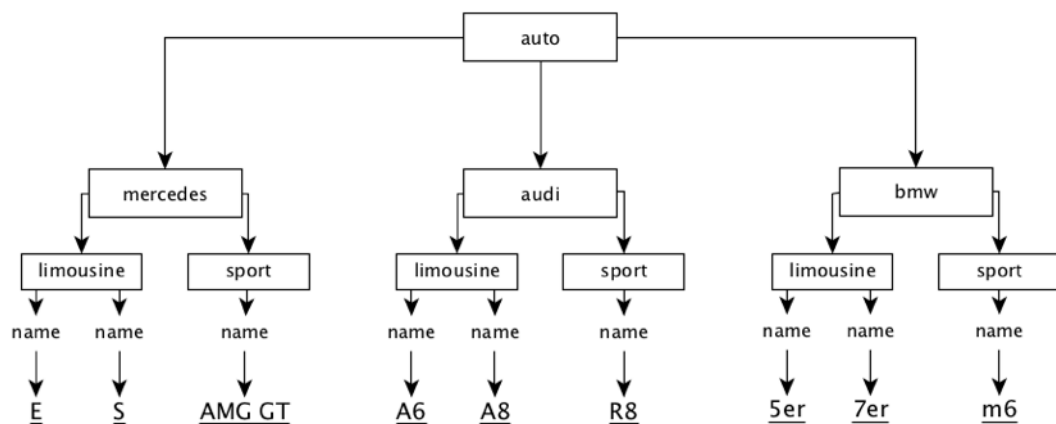 auto
mercedes audi bmw
limousine sport limousine sport limousine sport
name name name name name name name name name
E S AMG GT A6 A8 R8 5er 7er m6